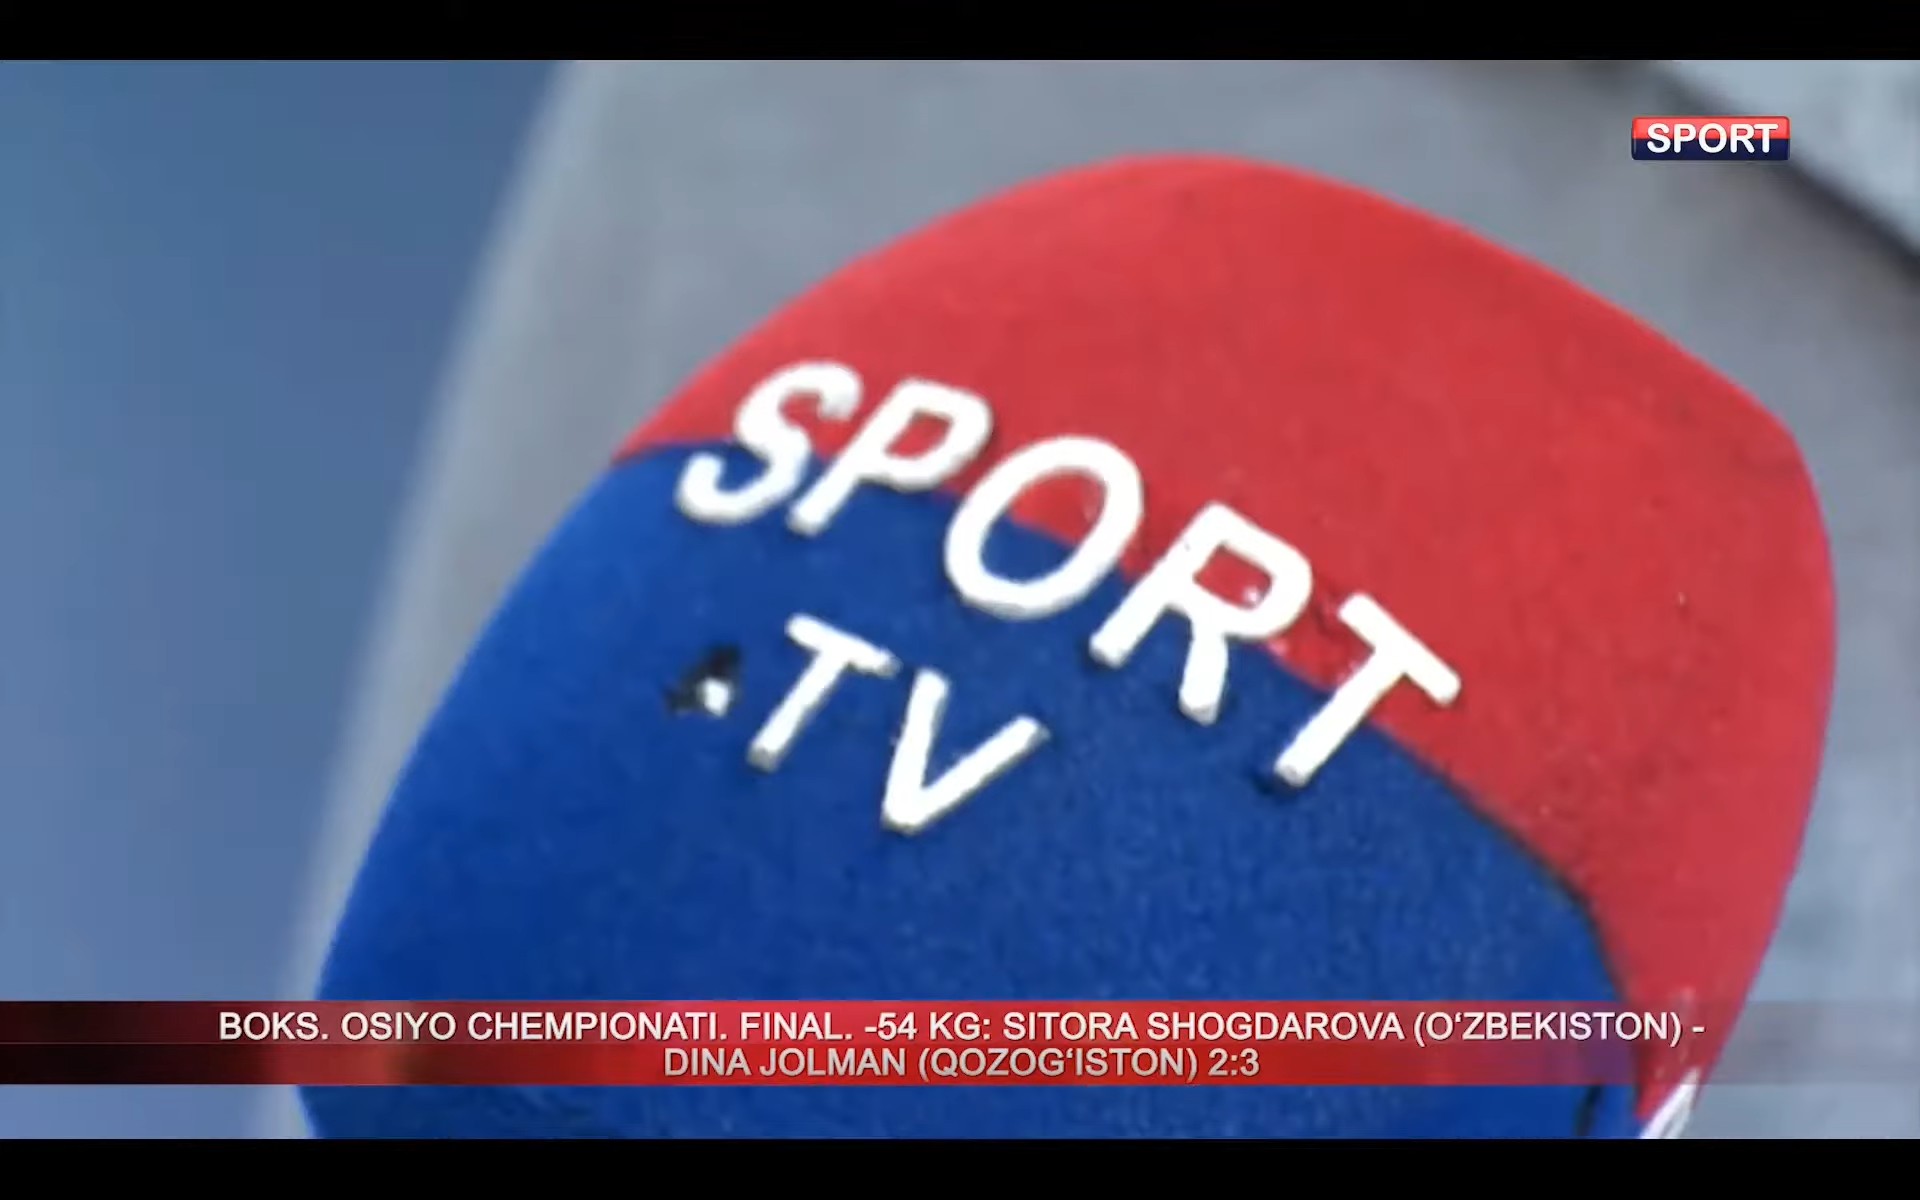 SPORT
SPORT
.TV
BOKS. OSIYO CHEMPIONATI. FINAL. -54 KG: SITORA SHOGDAROVA (O‘ZBEKISTON) -
DINA JOLMAN (QOZOG‘ISTON) 2:3